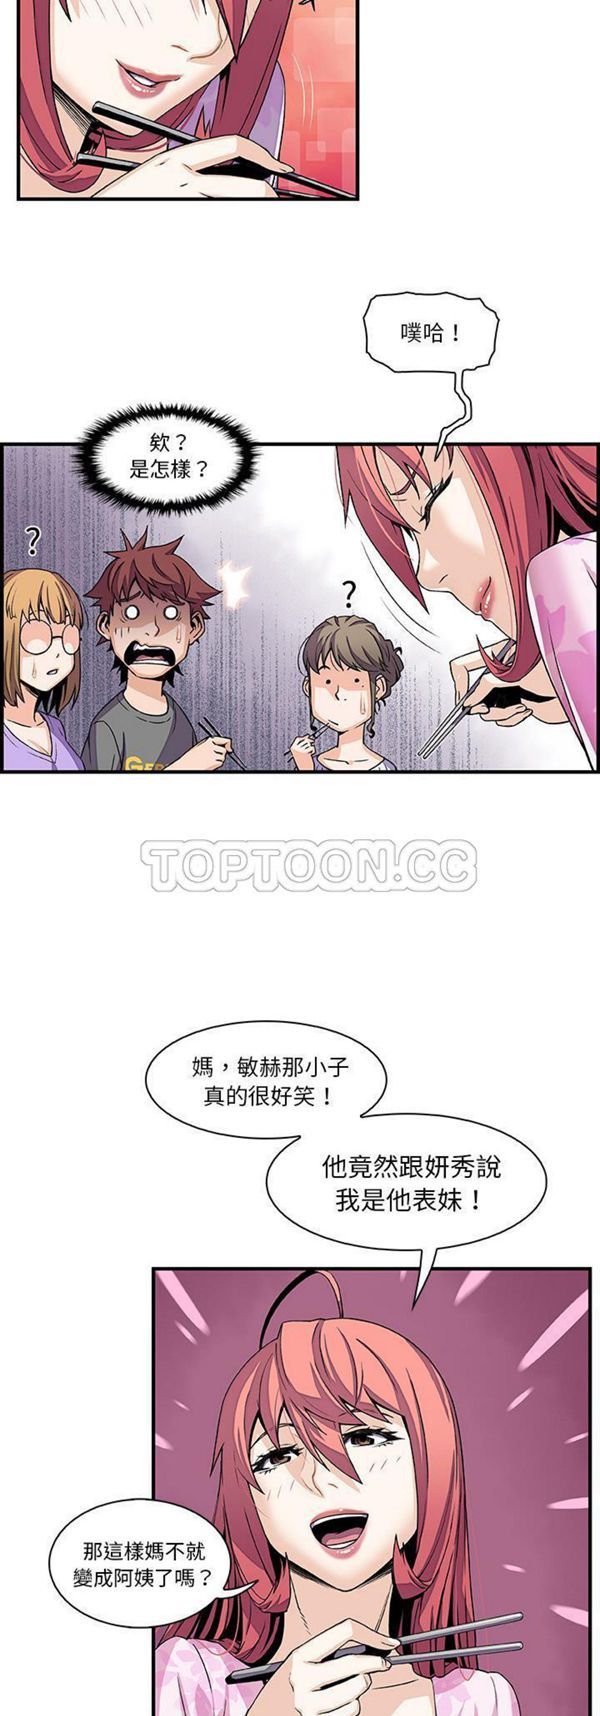 噗哈！
欸？
是怎樣？
?
?
GEB
TOPTOON.CC
媽，敏赫那小子
真的很好笑！
他竟然跟妍秀說
我是他表妹！
那這樣媽不就
變成阿姨了嗎？